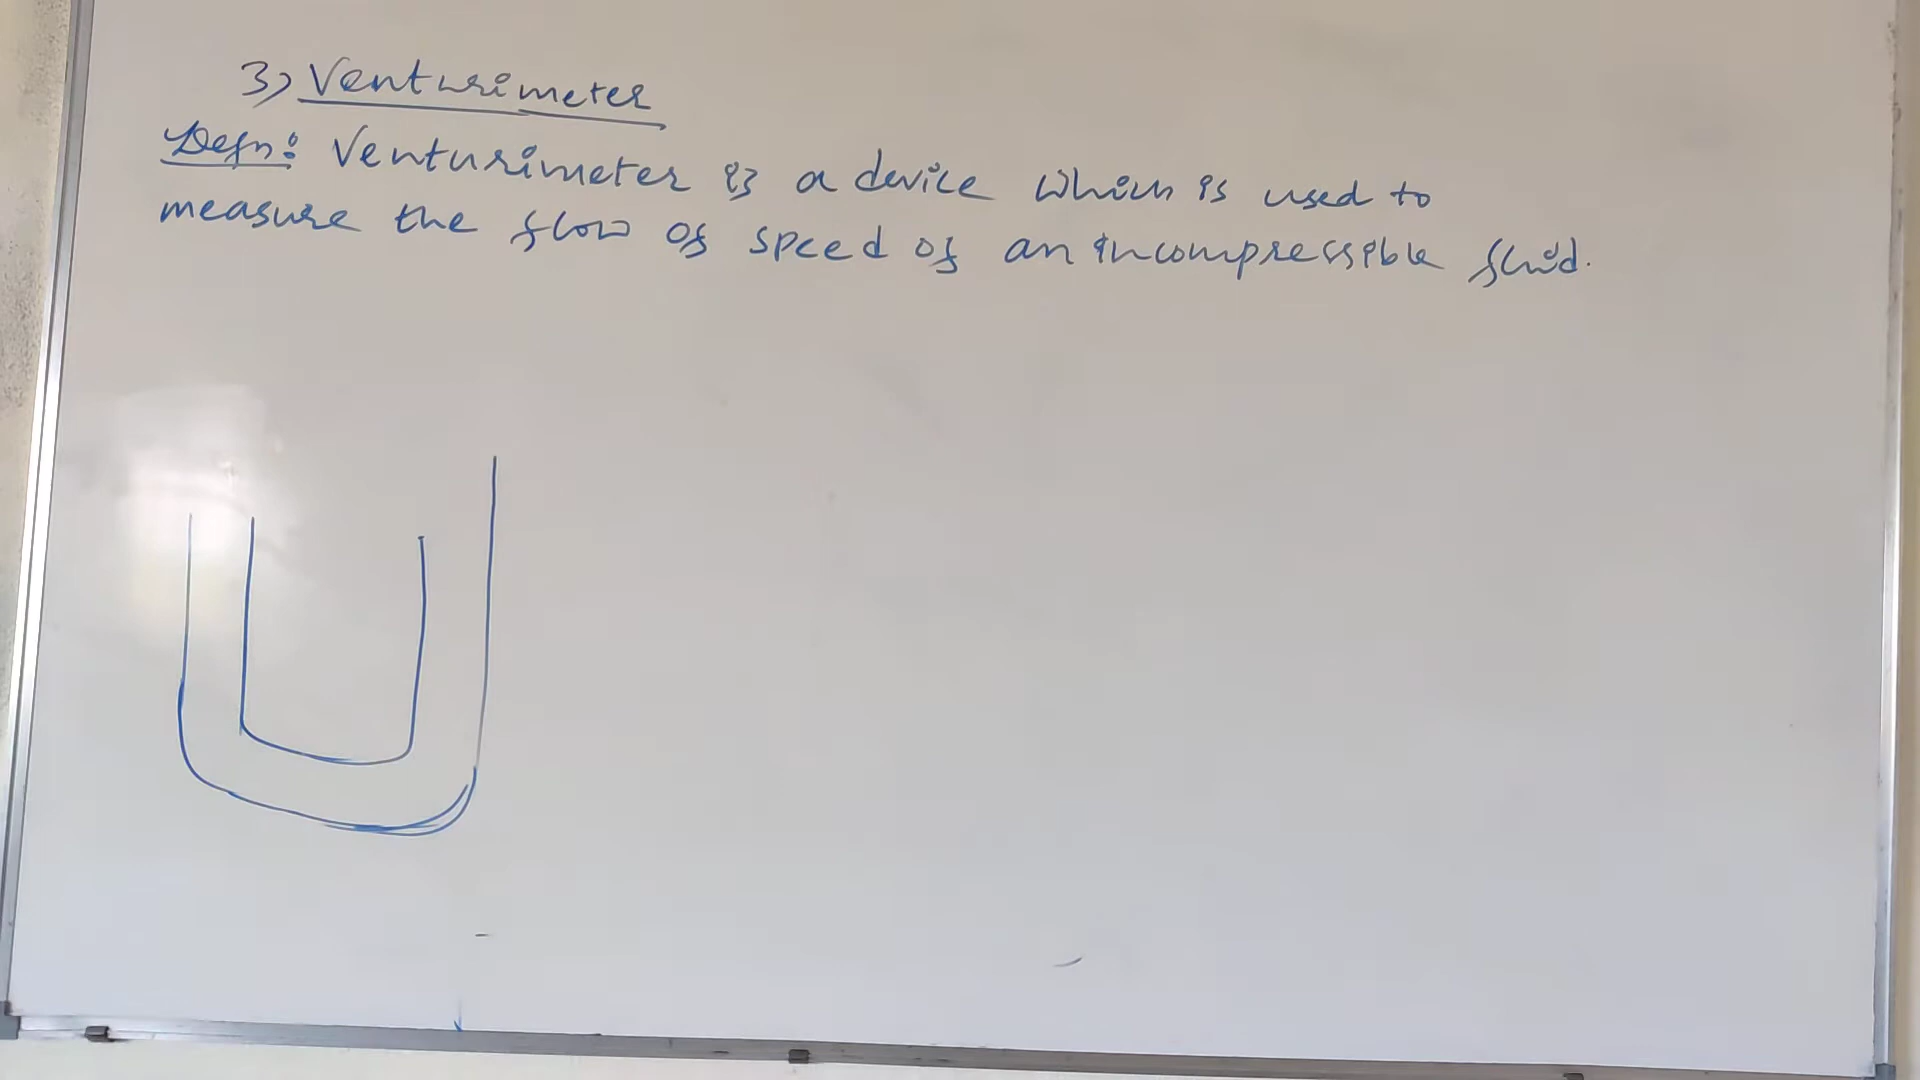 3) Venturimeter
Defn: Venturimeter is a device which is used to
measure the flow of speed of an incompressible fluid.